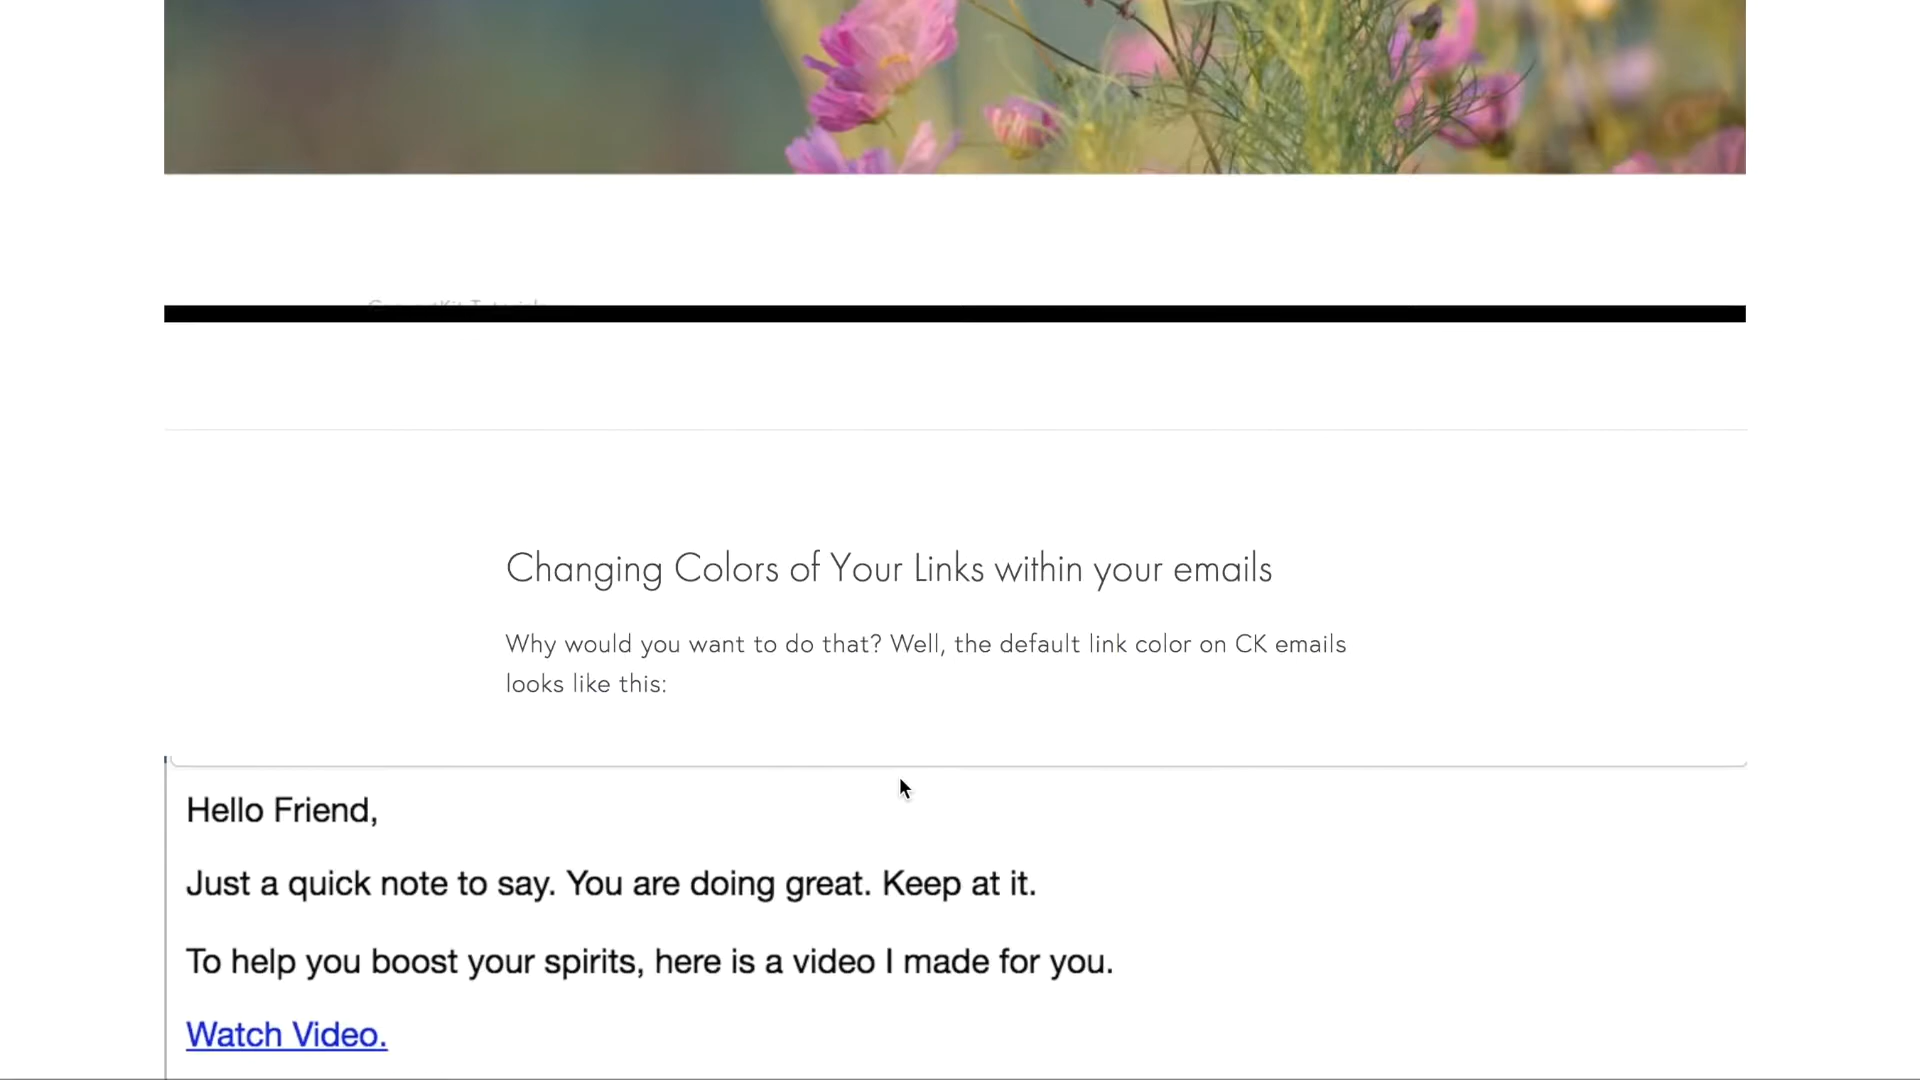 Changing Colors of Your Links within your emails
Why would you want to do that? Well, the default link color on CK emails
looks like this:
Hello Friend,
Just a quick note to say. You are doing great. Keep at it.
To help you boost your spirits, here is a video I made for you.
Watch Video.